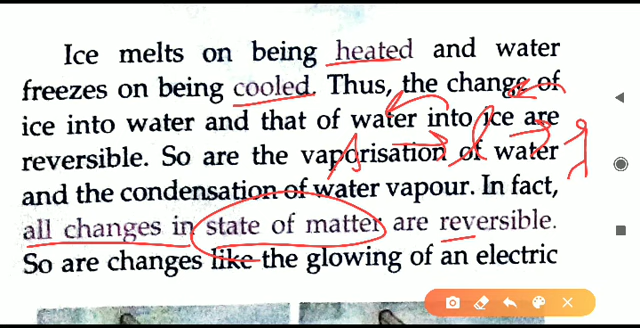 Ice melts on being heated and water
freezes on being cooled. Thus, the change of
ice into water and that of water into ice are
reversible. So are the vaporisation of water
and the condensation of water vapour. In fact,
all changes in state of matter are reversible.
So are changes like the glowing of an electric